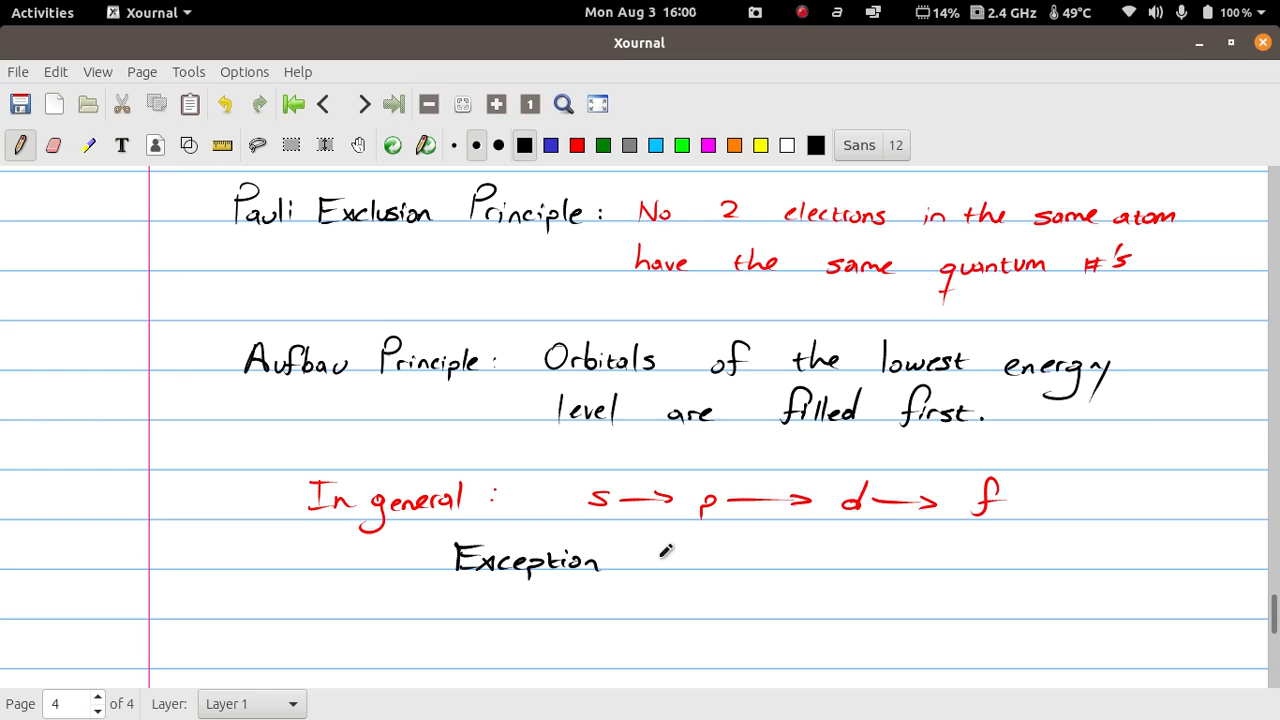 Activities Xournal Mon Aug 3 16:00 a 14% 2.4 GHz 49°C 100 %
Xournal
File Edit View Page Tools Options Help
1
T Sans 12
Pauli Exclusion Principle : No 2 electrons in the same atom
have the same quantum #'s
Aufbau Principle : Orbitals of the lowest energy
level are filled first.
In general : s → p → d → f
Exception
Page 4 of 4 Layer: Layer 1